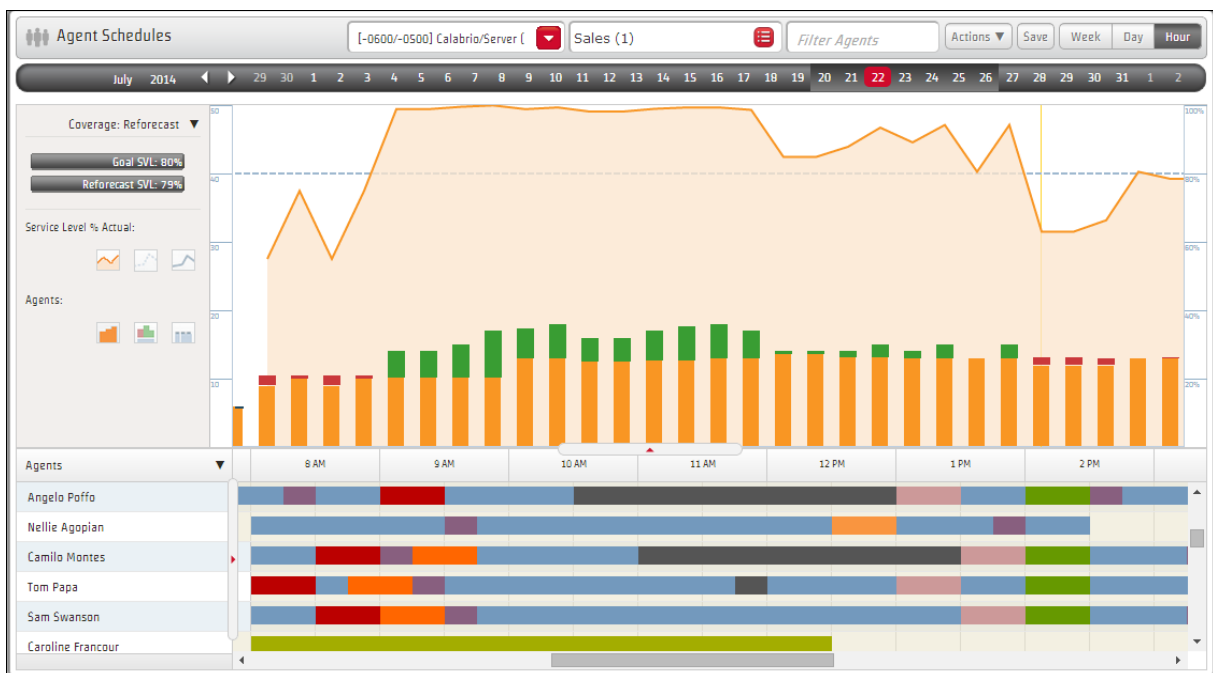 Agent Schedules
[-0600/-0500] Calabrio/Server (
Sales (1)
Filter Agents
Actions ▼
Save
Week Day Hour
July 2014 29 30 1 2 3 4 5 6 7 8 9 10 11 12 13 14 15 16 17 18 19 20 21 22 23 24 25 26 27 28 29 30 31 1 2
Coverage: Reforecast ▼
Goal SVL: 80%
Reforecast SVL: 79%
Service Level % Actual:
Agents:
50
40
30
20
10
100%
80%
60%
40%
20%
Agents ▼
8 AM 9 AM 10 AM 11 AM 12 PM 1 PM 2 PM
Angelo Poffo
Nellie Agopian
Camilo Montes
Tom Papa
Sam Swanson
Caroline Francour